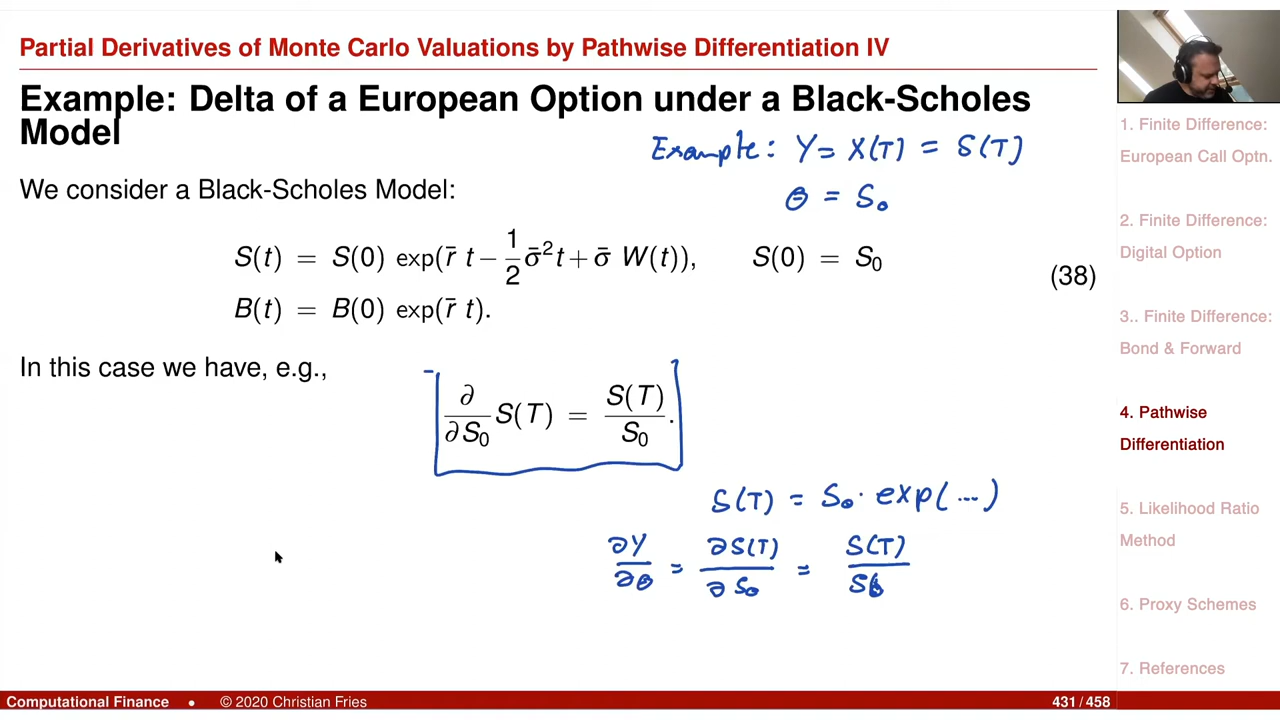 Partial Derivatives of Monte Carlo Valuations by Pathwise Differentiation IV
Example: Delta of a European Option under a Black-Scholes
Model
Example: Y = X(T) = S(T)
θ = S₀
We consider a Black-Scholes Model:
S(t) = S(0) exp(r̄ t − 1/2 σ̄²t + σ̄ W(t)), S(0) = S₀
B(t) = B(0) exp(r̄ t).
(38)
In this case we have, e.g.,
∂/∂S₀ S(T) = S(T)/S₀.
S(T) = S₀ · exp(...)
∂Y/∂θ = ∂S(T)/∂S₀ = S(T)/S₀
1. Finite Difference:
European Call Optn.
2. Finite Difference:
Digital Option
3.. Finite Difference:
Bond & Forward
4. Pathwise
Differentiation
5. Likelihood Ratio
Method
6. Proxy Schemes
7. References
Computational Finance • © 2020 Christian Fries 431 / 458